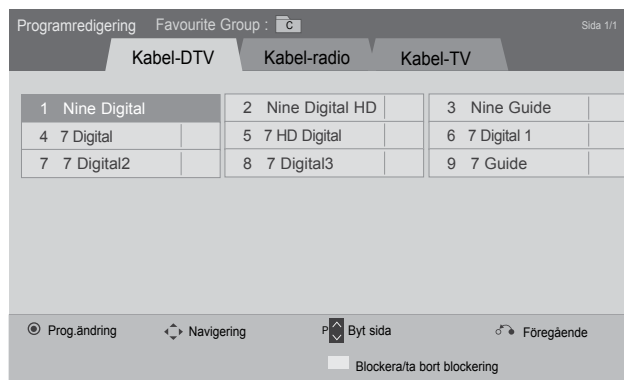 Programredigering Favourite Group : C Sida 1/1
Kabel-DTV Kabel-radio Kabel-TV
1 Nine Digital 2 Nine Digital HD 3 Nine Guide
4 7 Digital 5 7 HD Digital 6 7 Digital 1
7 7 Digital2 8 7 Digital3 9 7 Guide
Prog.ändring Navigering P Byt sida Föregående
Blockera/ta bort blockering